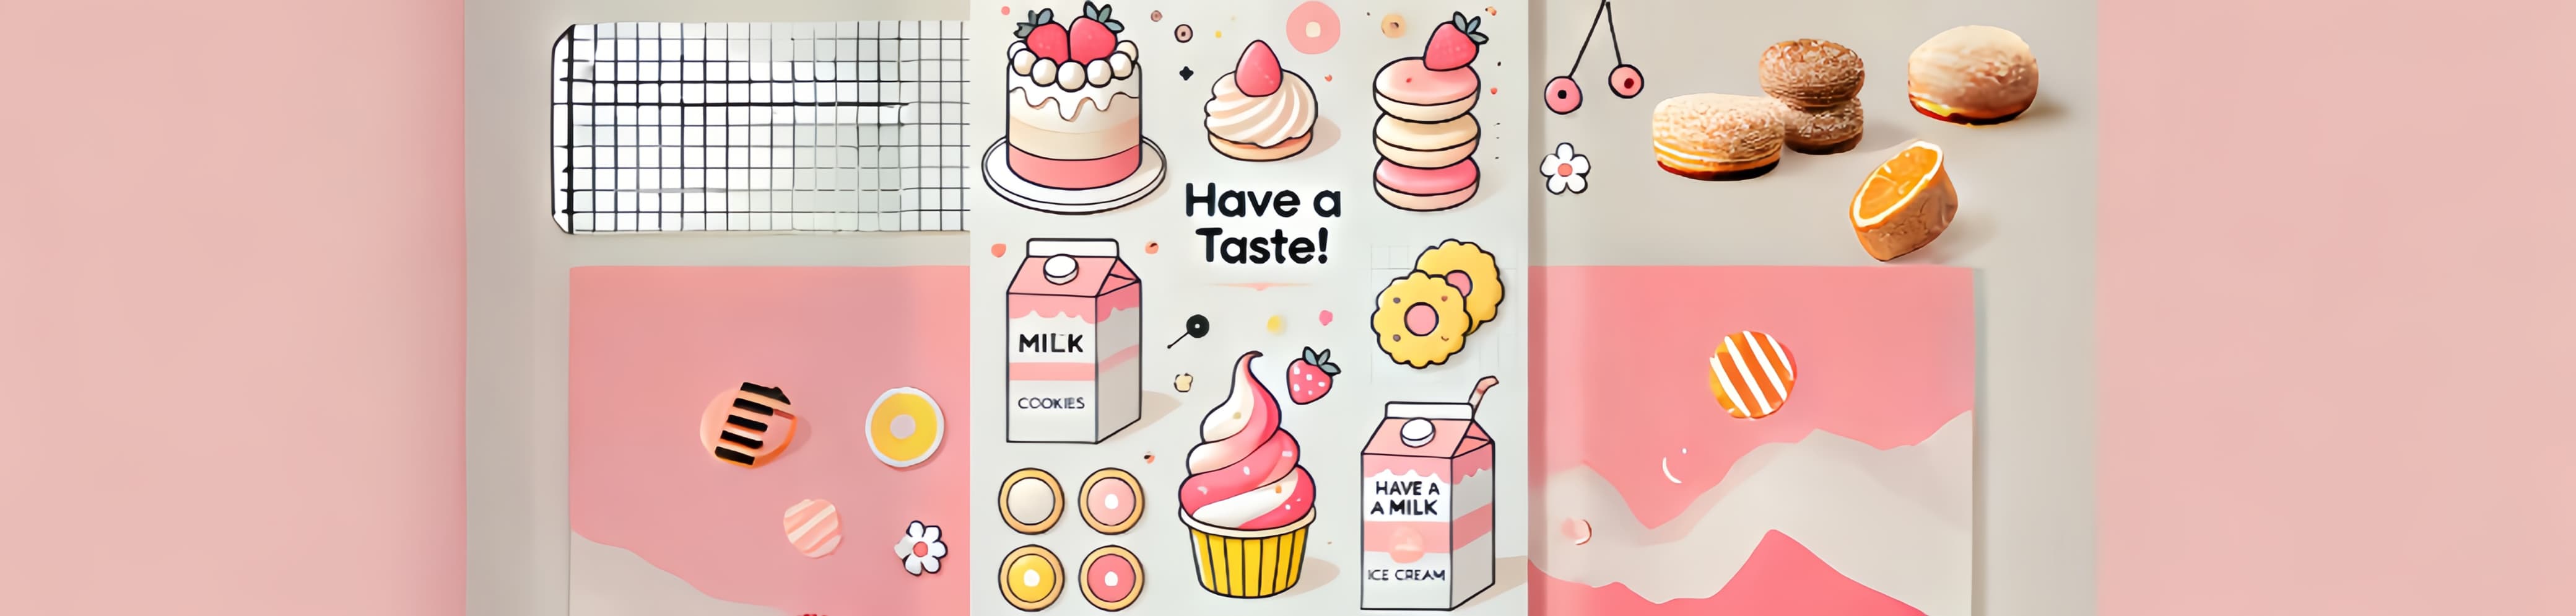 Have a
Taste!
MILK
COOKIES
HAVE A
A MILK
ICE CREAM